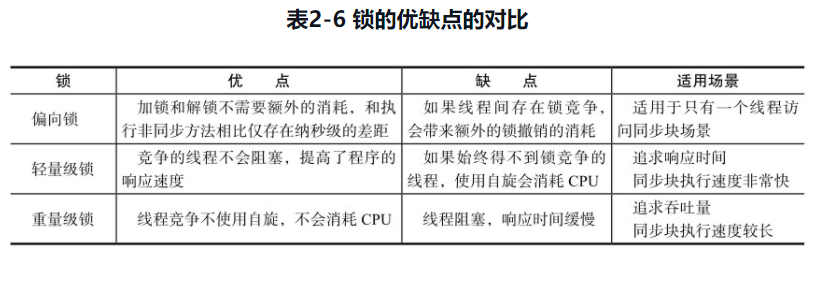 表2-6 锁的优缺点的对比
锁 优 点 缺 点 适用场景
偏向锁
加锁和解锁不需要额外的消耗，和执
行非同步方法相比仅存在纳秒级的差距
如果线程间存在锁竞争，
会带来额外的锁撤销的消耗
适用于只有一个线程访
问同步块场景
轻量级锁
竞争的线程不会阻塞，提高了程序的
响应速度
如果始终得不到锁竞争的
线程，使用自旋会消耗 CPU
追求响应时间
同步块执行速度非常快
重量级锁
线程竞争不使用自旋，不会消耗 CPU
线程阻塞，响应时间缓慢
追求吞吐量
同步块执行速度较长